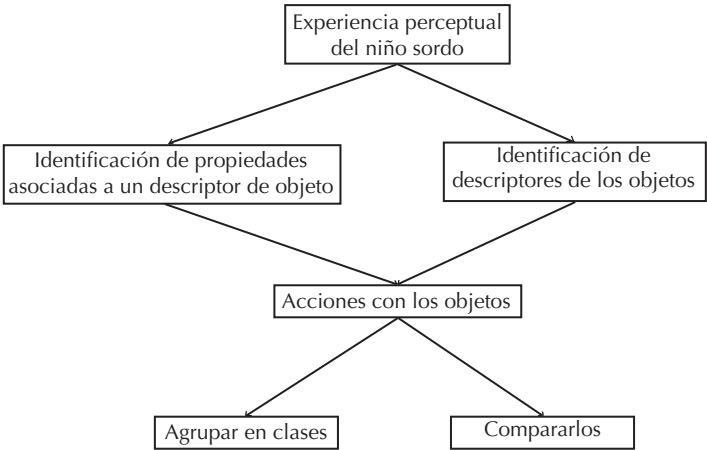 Experiencia perceptual
del niño sordo
Identificación de propiedades
asociadas a un descriptor de objeto
Identificación de
descriptores de los objetos
Acciones con los objetos
Agrupar en clases
Compararlos